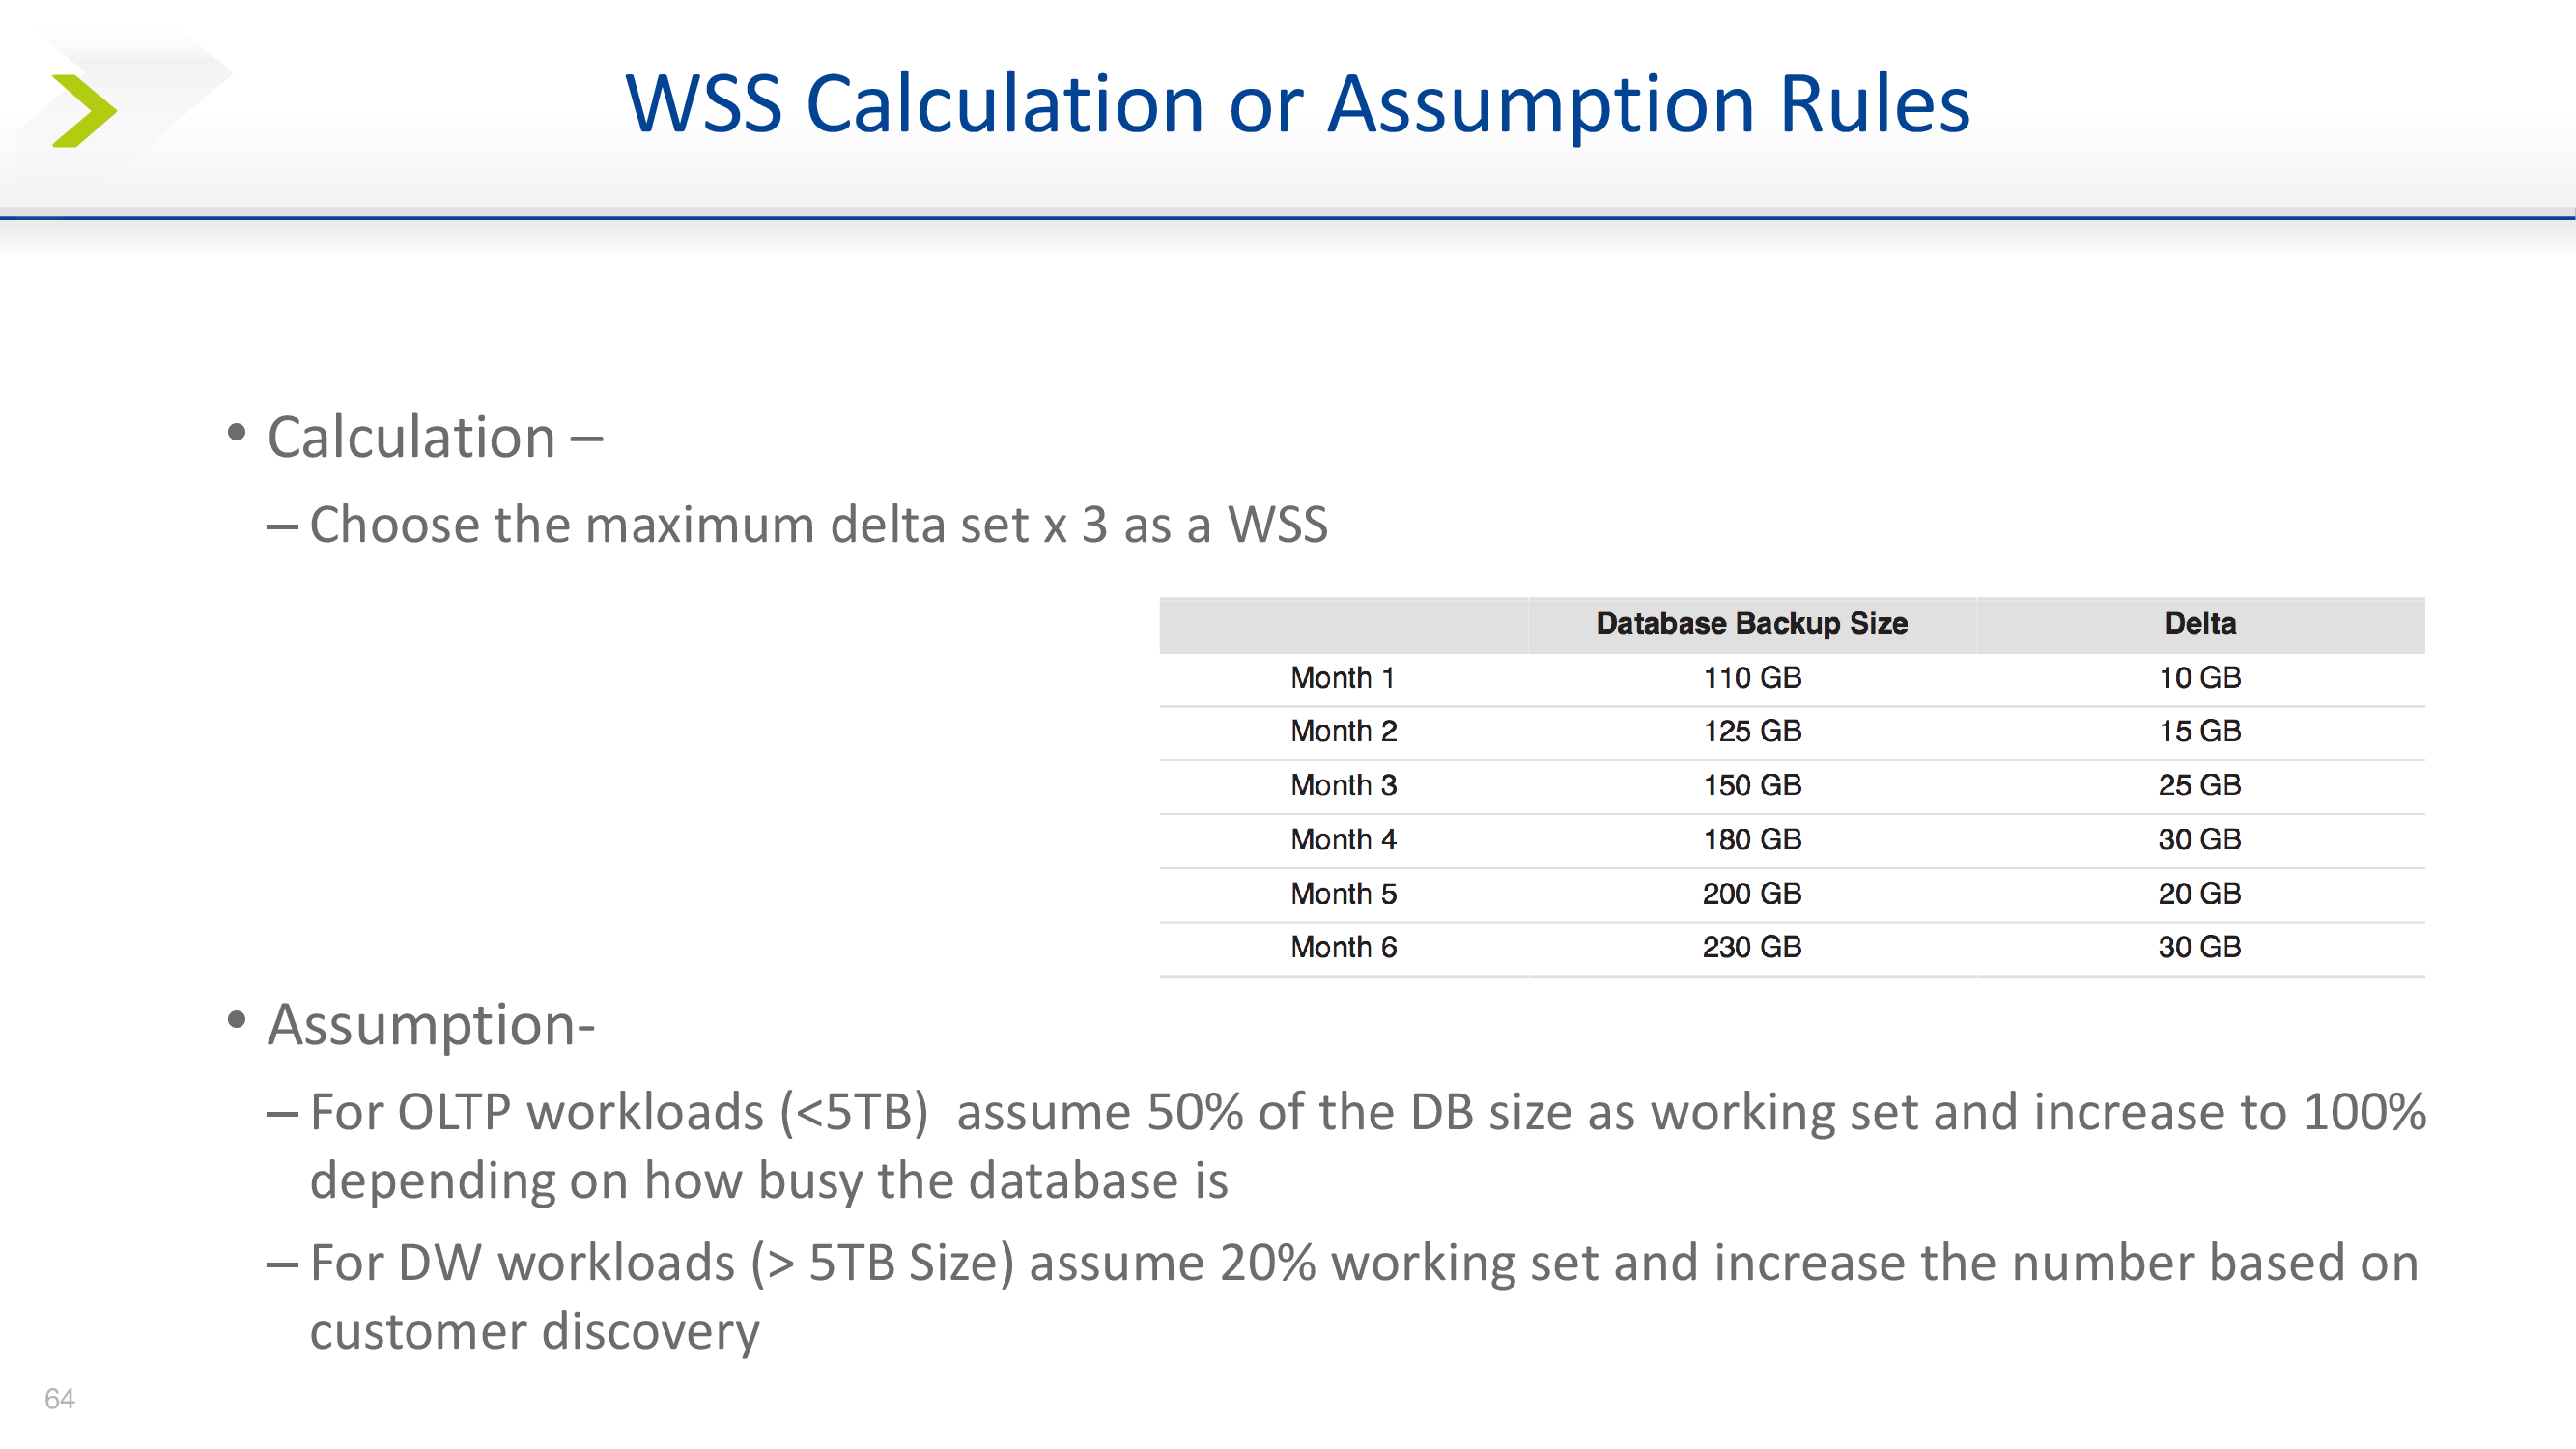 WSS Calculation or Assumption Rules
• Calculation –
– Choose the maximum delta set x 3 as a WSS
Database Backup Size Delta
Month 1 110 GB 10 GB
Month 2 125 GB 15 GB
Month 3 150 GB 25 GB
Month 4 180 GB 30 GB
Month 5 200 GB 20 GB
Month 6 230 GB 30 GB
• Assumption-
– For OLTP workloads (<5TB)  assume 50% of the DB size as working set and increase to 100%
depending on how busy the database is
– For DW workloads (> 5TB Size) assume 20% working set and increase the number based on
customer discovery
64